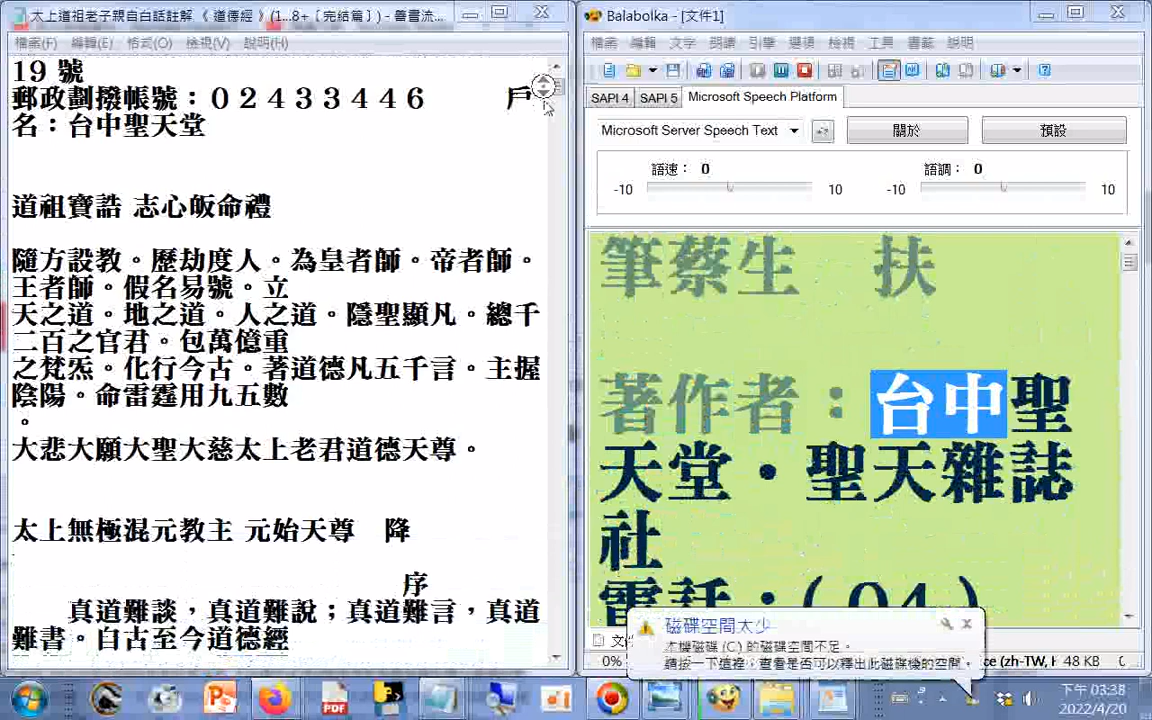 太上道祖老子親自白話註解《道德經》(1...8+〔完結篇〕) - 善書流...
檔案(F) 編輯(E) 格式(O) 檢視(V) 說明(H)
19 號
郵政劃撥帳號：０２４３３４４６　　　戶
名：台中聖天堂
道祖寶誥 志心皈命禮
隨方設教。歷劫度人。為皇者師。帝者師。
王者師。假名易號。立
天之道。地之道。人之道。隱聖顯凡。總千
二百之官君。包萬億重
之梵炁。化行今古。著道德凡五千言。主握
陰陽。命雷霆用九五數
。
大悲大願大聖大慈太上老君道德天尊。
太上無極混元教主 元始天尊　降
序
真道難談，真道難說；真道難言，真道
難書。自古至今道德經
Balabolka - [文件1]
檔案 編輯 文字 朗讀 引擎 選項 檢視 工具 書籤 說明
SAPI 4 SAPI 5 Microsoft Speech Platform
Microsoft Server Speech Text 關於 預設
語速： 0 語調： 0
-10 10 -10 10
筆蔡生　扶
著作者：台中聖
天堂・聖天雜誌
社
電話：(04)
磁碟空間太少
本機磁碟 (C:) 的磁碟空間不足。
請按一下這裡，查看是否可以釋出此磁碟機的空間。
文
0% ce (zh-TW, H 48 KB
下午 03:38
2022/4/20